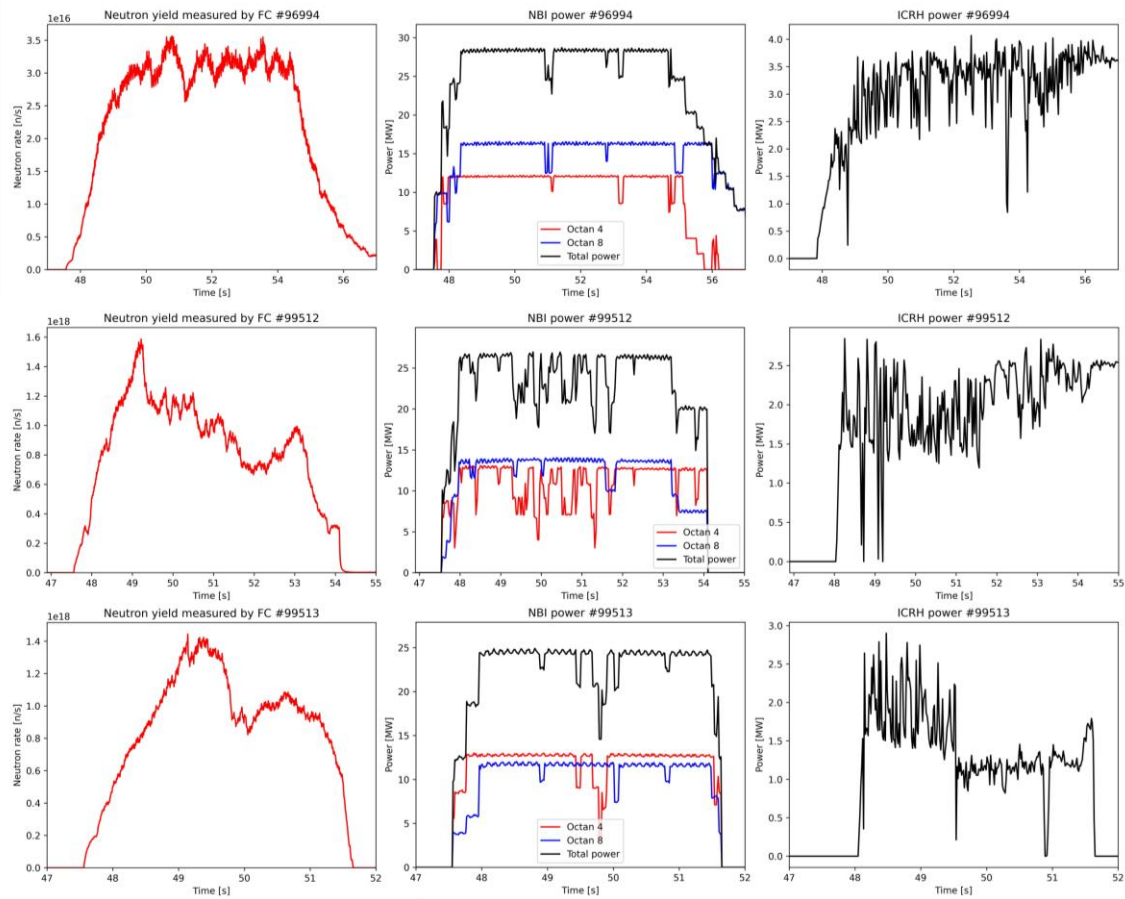 Neutron yield measured by FC #96994
1e16
Neutron rate [n/s]
3.5
3.0
2.5
2.0
1.5
1.0
0.5
0.0
48 50 52 54 56
Time [s]
NBI power #96994
Power [MW]
30
25
20
15
10
5
0
Octan 4
Octan 8
Total power
48 50 52 54 56
Time [s]
ICRH power #96994
Power [MW]
4.0
3.5
3.0
2.5
2.0
1.5
1.0
0.5
0.0
48 50 52 54 56
Time [s]
Neutron yield measured by FC #99512
1e18
Neutron rate [n/s]
1.6
1.4
1.2
1.0
0.8
0.6
0.4
0.2
0.0
47 48 49 50 51 52 53 54 55
Time [s]
NBI power #99512
Power [MW]
25
20
15
10
5
0
Octan 4
Octan 8
Total power
47 48 49 50 51 52 53 54 55
Time [s]
ICRH power #99512
Power [MW]
2.5
2.0
1.5
1.0
0.5
0.0
47 48 49 50 51 52 53 54 55
Time [s]
Neutron yield measured by FC #99513
1e18
Neutron rate [n/s]
1.4
1.2
1.0
0.8
0.6
0.4
0.2
0.0
47 48 49 50 51 52
Time [s]
NBI power #99513
Power [MW]
25
20
15
10
5
0
Octan 4
Octan 8
Total power
47 48 49 50 51 52
Time [s]
ICRH power #99513
Power [MW]
3.0
2.5
2.0
1.5
1.0
0.5
0.0
47 48 49 50 51 52
Time [s]